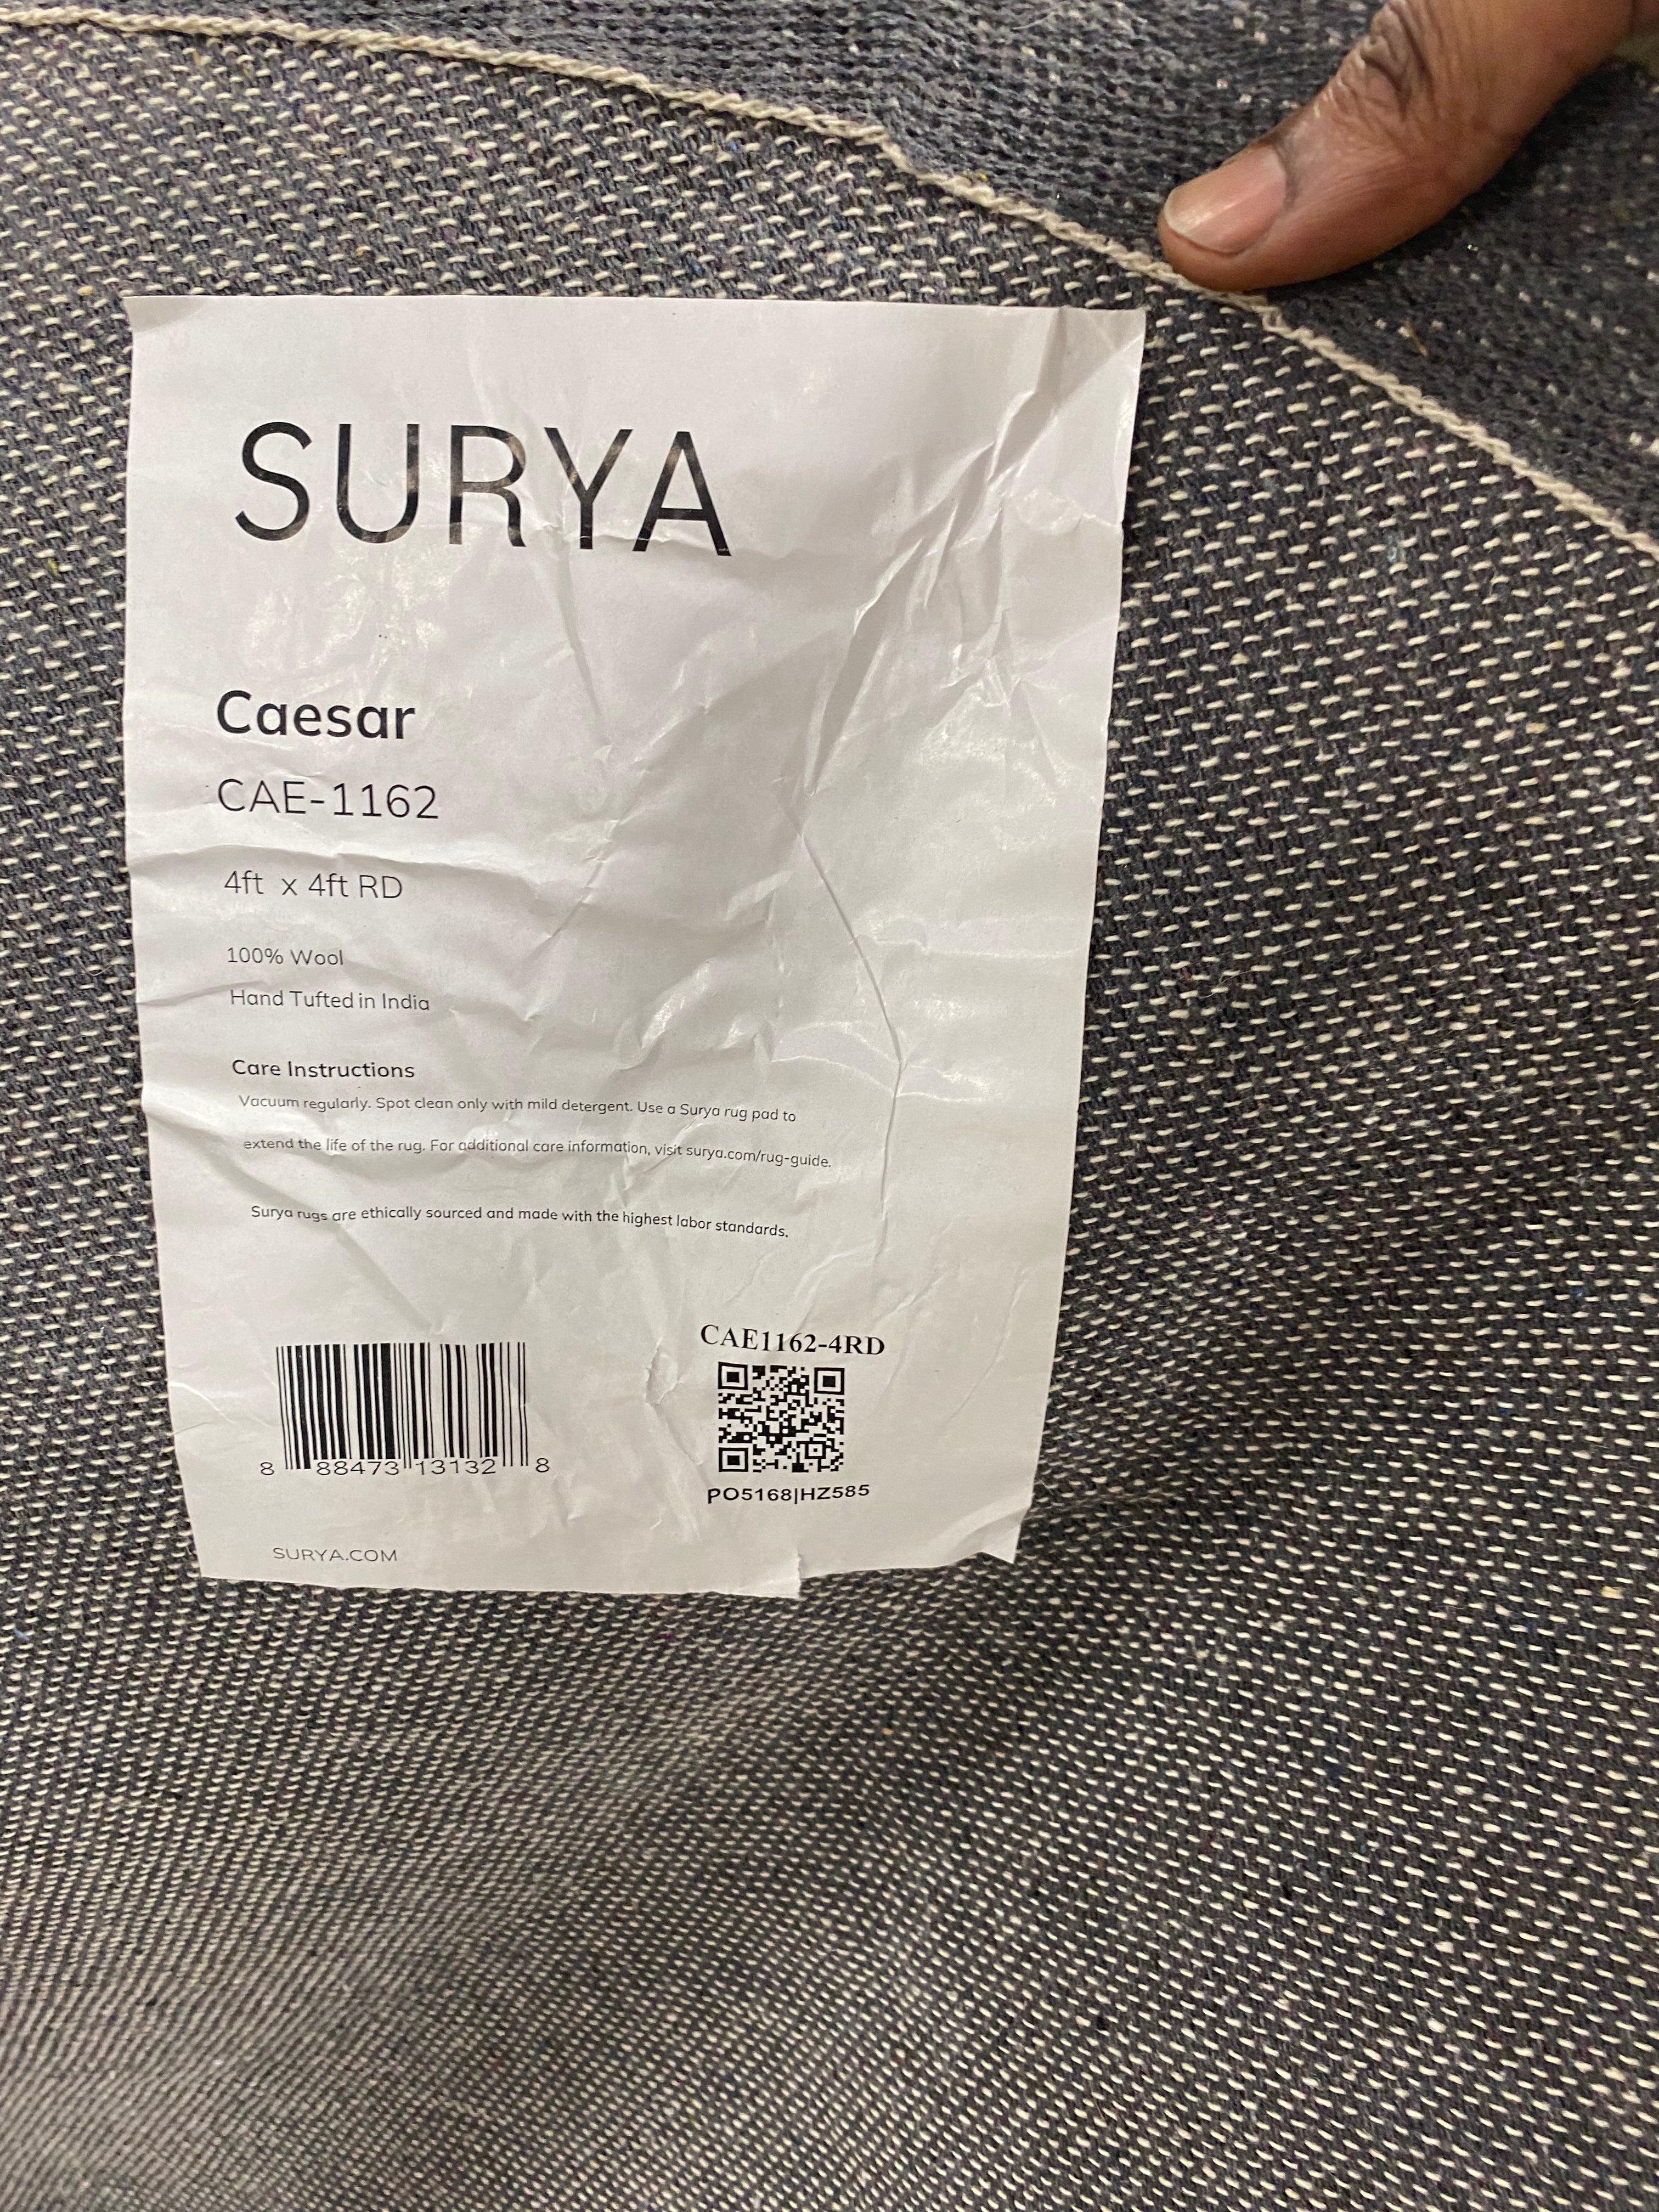 SURYA
Caesar
CAE-1162
4ft x 4ft RD
100% Wool
Hand Tufted in India
Care Instructions
Vacuum regularly. Spot clean only with mild detergent. Use a Surya rug pad to
extend the life of the rug. For additional care information, visit surya.com/rug-guide.
Surya rugs are ethically sourced and made with the highest labor standards.
CAE1162-4RD
8 88473 13132 8
PO5168|HZ585
SURYA.COM